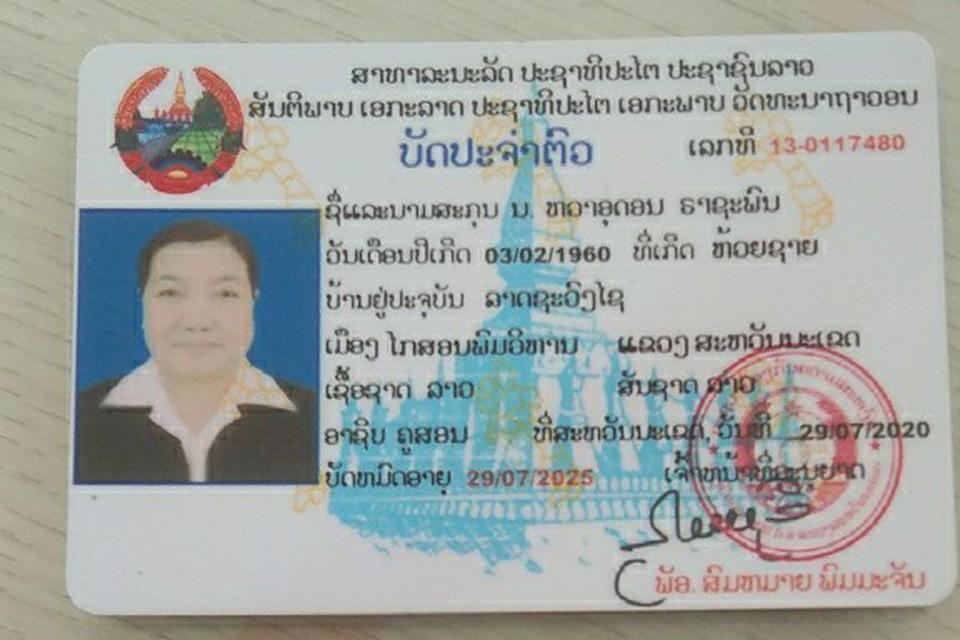 ສາທາລະນະລັດ ປະຊາທິປະໄຕ ປະຊາຊົນລາວ
ສັນຕິພາບ ເອກະລາດ ປະຊາທິປະໄຕ ເອກະພາບ ວັດທະນາຖາວອນ
ບັດປະຈຳຕົວ
ເລກທີ 13-0117480
ຊື່ແລະນາມສະກຸນ ນ. ຫລາອຸດອນ ຣາຊະພົນ
ວັນເດືອນປີເກີດ 03/02/1960 ທີ່ເກີດ ຫ້ວຍຊາຍ
ບ້ານຢູ່ປະຈຸບັນ ລາດຊະວົງໄຊ
ເມືອງ ໄກສອນພົມວິຫານ ແຂວງ ສະຫວັນນະເຂດ
ເຊື້ອຊາດ ລາວ ສັນຊາດ ລາວ
ອາຊິບ ຄູສອນ ທີ່ສະຫວັນນະເຂດ, ວັນທີ 29/07/2020
ບັດຫມົດອາຍຸ 29/07/2025 ເຈົ້າຫນ້າທີ່ອະນຸຍາດ
ພັອ. ສົມຫມາຍ ພິມມະຈັນ